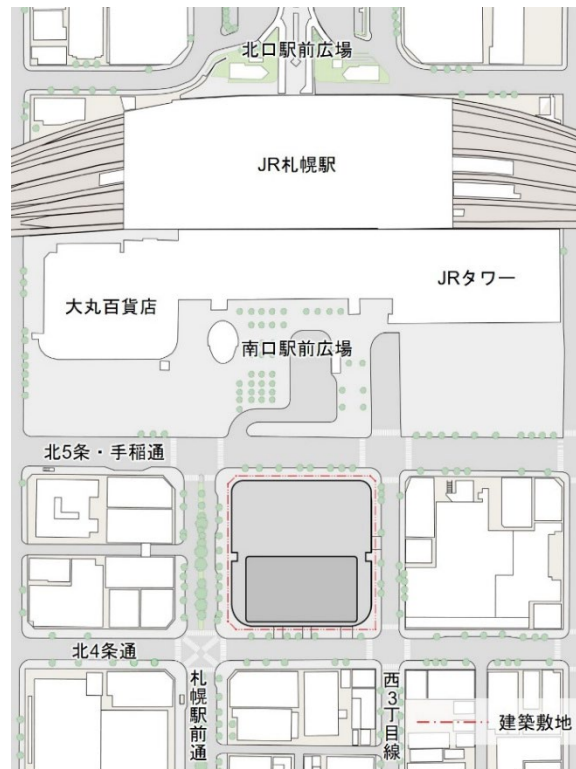 北口駅前広場
JR札幌駅
JRタワー
大丸百貨店
南口駅前広場
北5条・手稲通
北4条通
札幌駅前通
西3丁目線
建築敷地